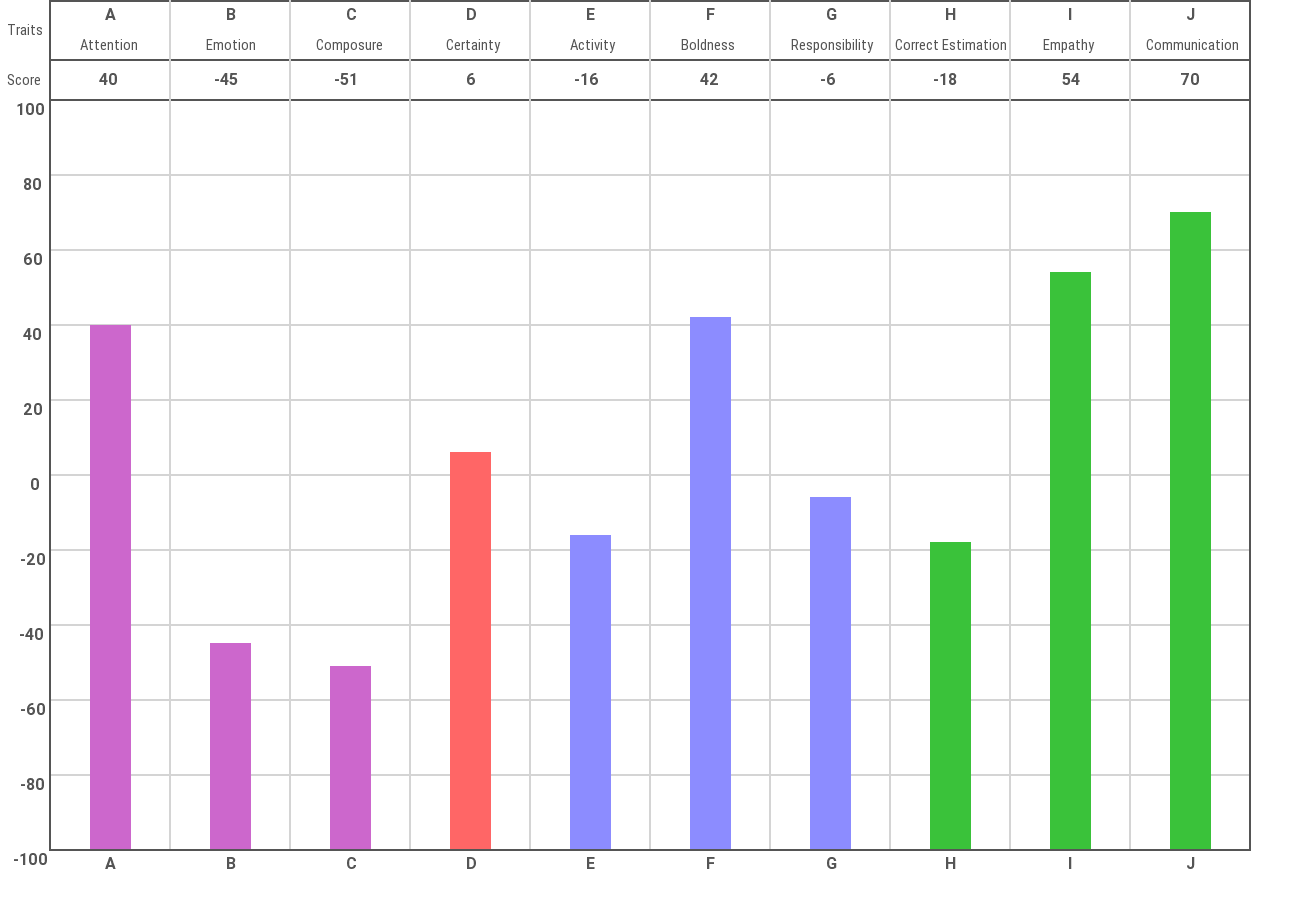 Traits
A B C D E F G H I J
Attention Emotion Composure Certainty Activity Boldness Responsibility Correct Estimation Empathy Communication
Score 40 -45 -51 6 -16 42 -6 -18 54 70
100
80
60
40
20
0
-20
-40
-60
-80
-100
A B C D E F G H I J